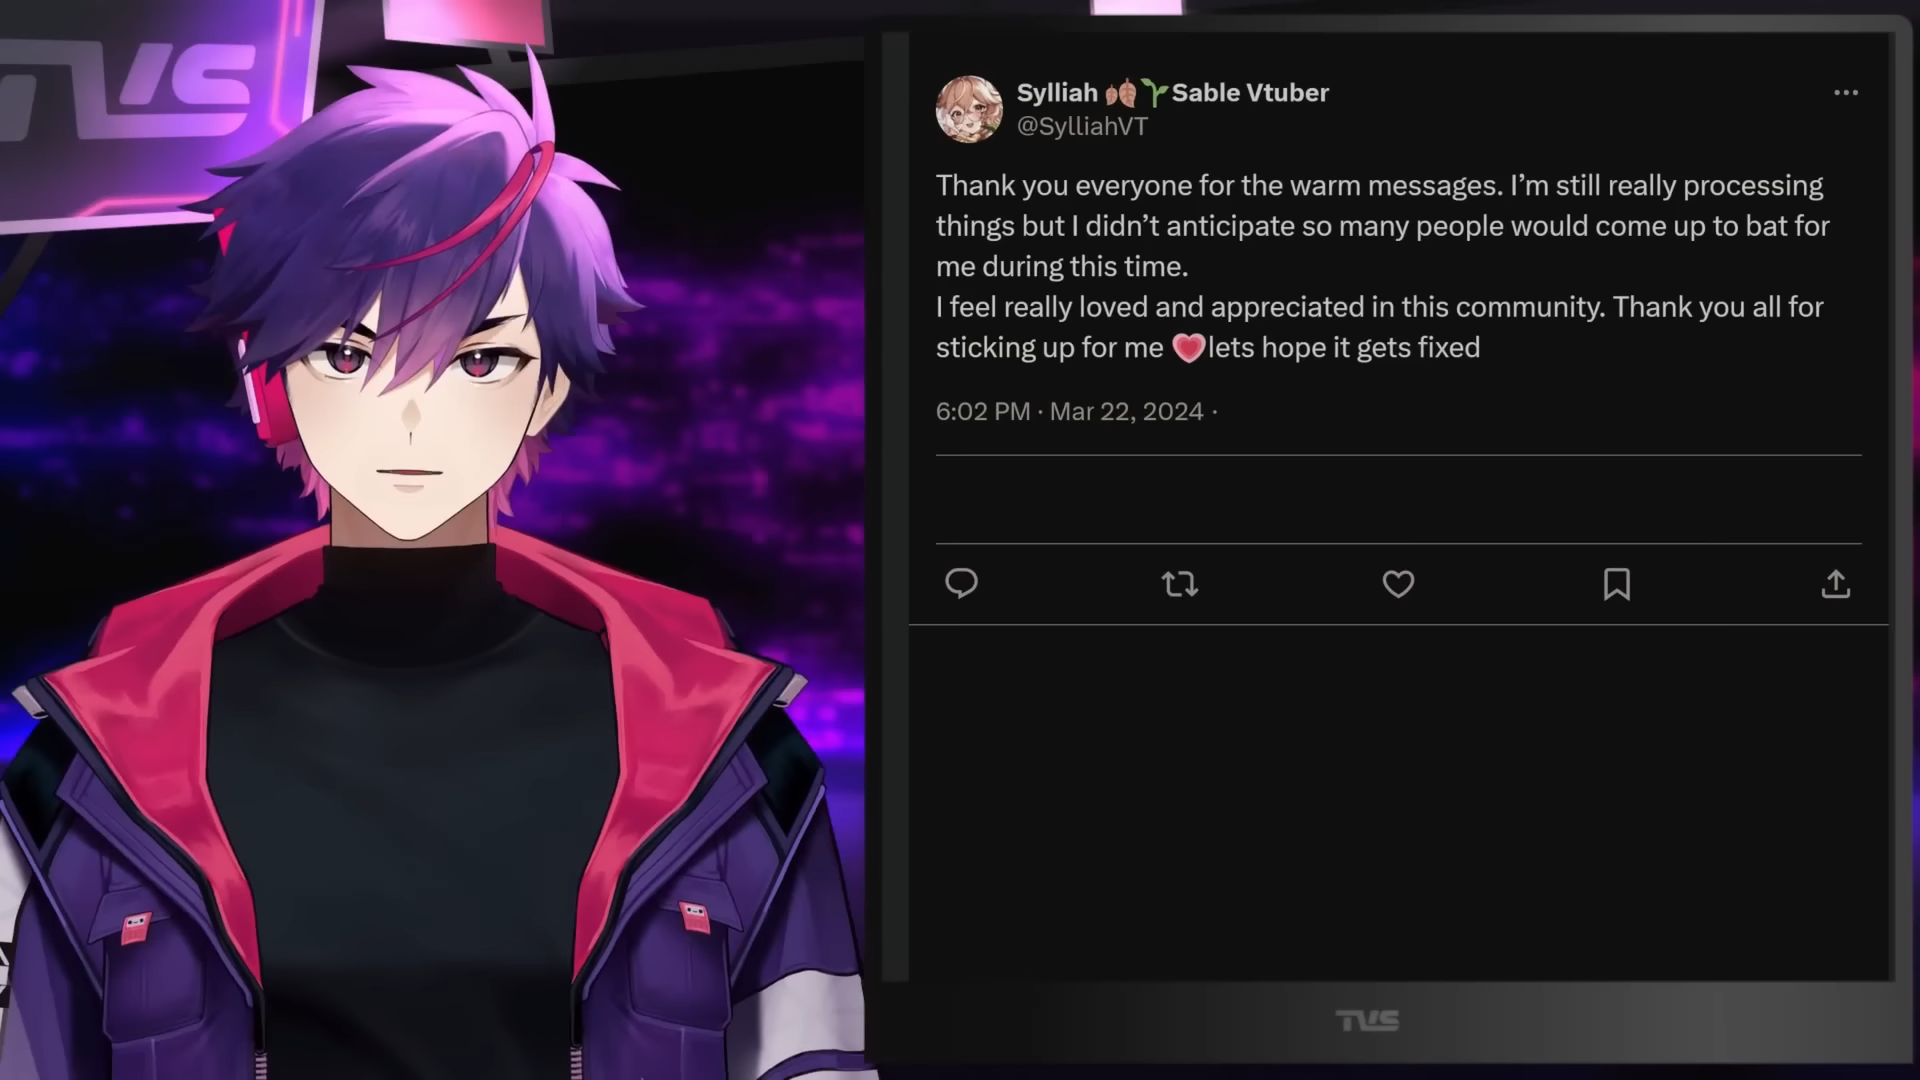 TVS
Sylliah 🍂🌱Sable Vtuber
@SylliahVT
Thank you everyone for the warm messages. I’m still really processing
things but I didn’t anticipate so many people would come up to bat for
me during this time.
I feel really loved and appreciated in this community. Thank you all for
sticking up for me 💗lets hope it gets fixed
6:02 PM · Mar 22, 2024 ·
TVS